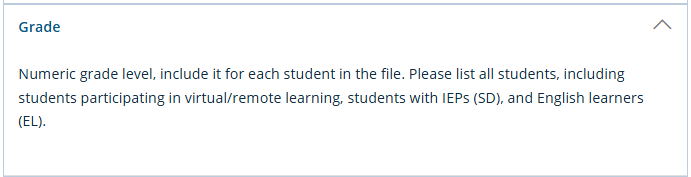 Grade
Numeric grade level, include it for each student in the file. Please list all students, including
students participating in virtual/remote learning, students with IEPs (SD), and English learners
(EL).